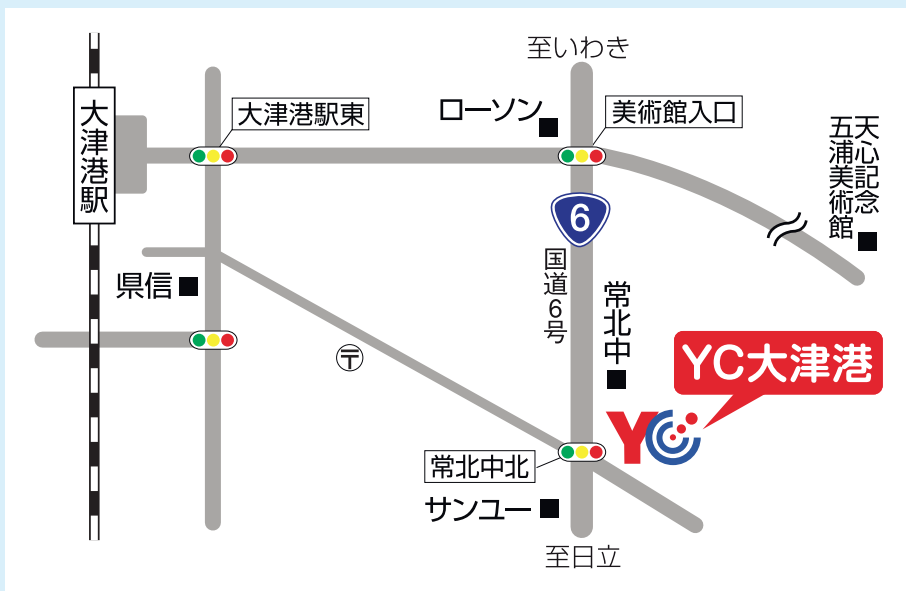 至いわき
大津港駅
大津港駅東
ローソン
美術館入口
天心記念
五浦美術館
6
国道6号
県信
常北中
〒
YC大津港
YC
常北中北
サンユー
至日立